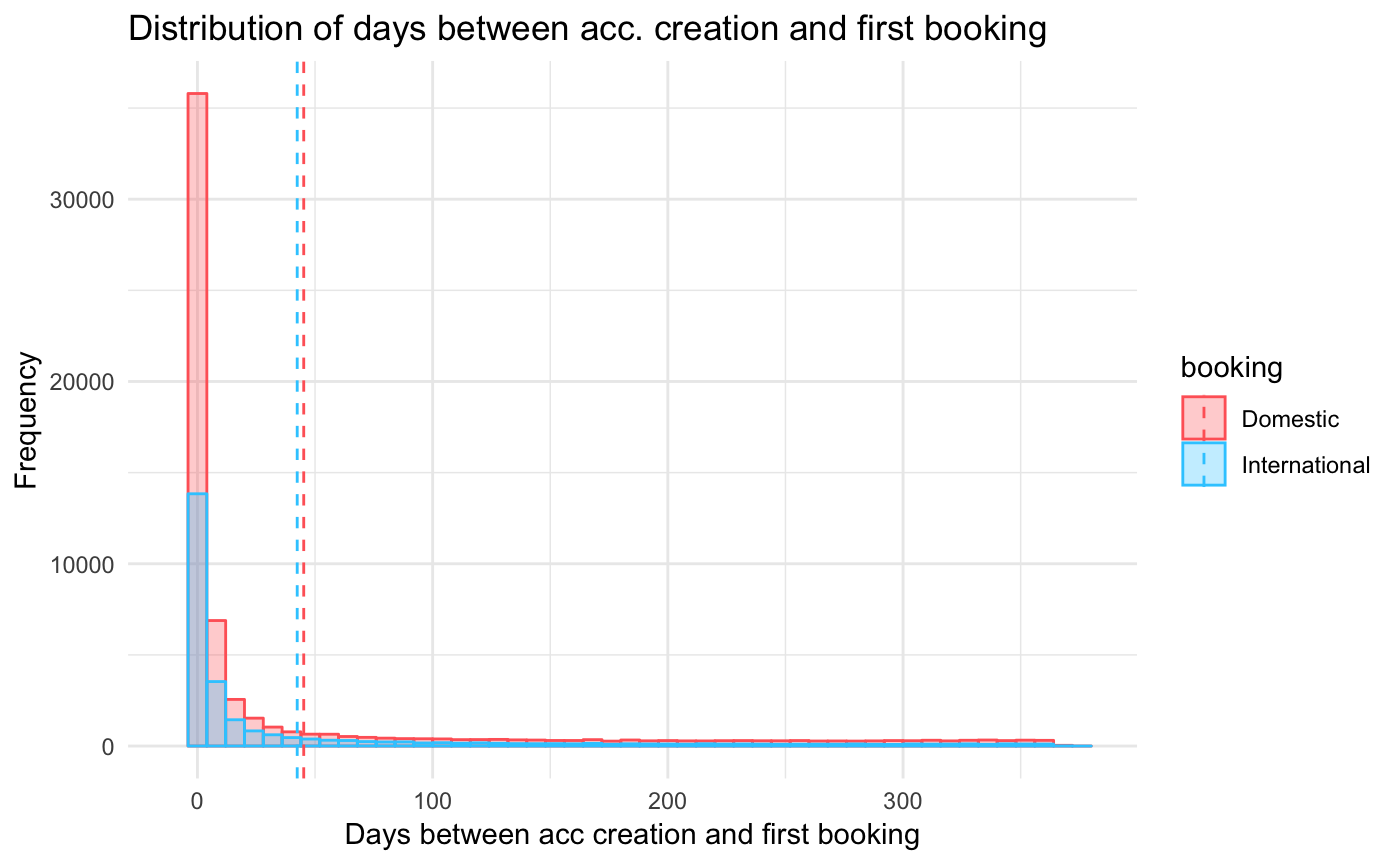 Distribution of days between acc. creation and first booking
Frequency
30000
20000
10000
0
0
100
200
300
Days between acc creation and first booking
booking
Domestic
International